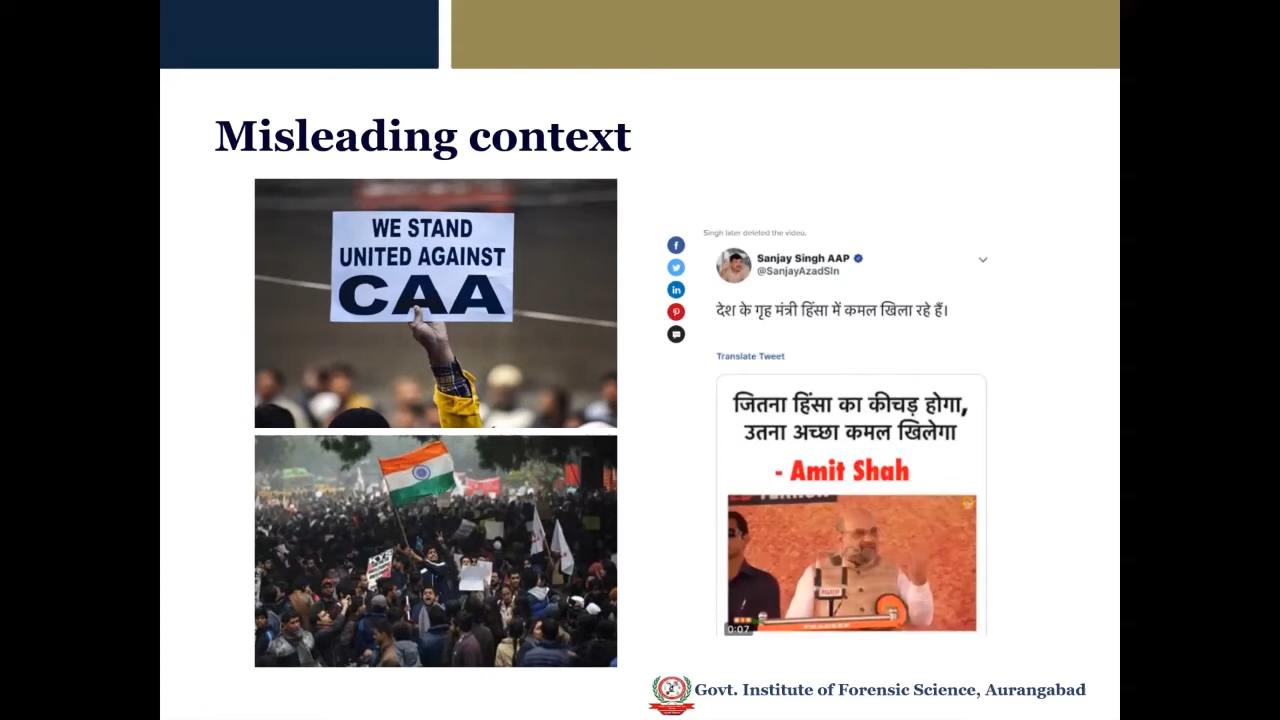 Misleading context
WE STAND
UNITED AGAINST
CAA
Singh later deleted the video.
Sanjay Singh AAP
@SanjayAzadSln
देश के गृह मंत्री हिंसा में कमल खिला रहे हैं।
Translate Tweet
जितना हिंसा का कीचड़ होगा,
उतना अच्छा कमल खिलेगा
- Amit Shah
0:07
Govt. Institute of Forensic Science, Aurangabad